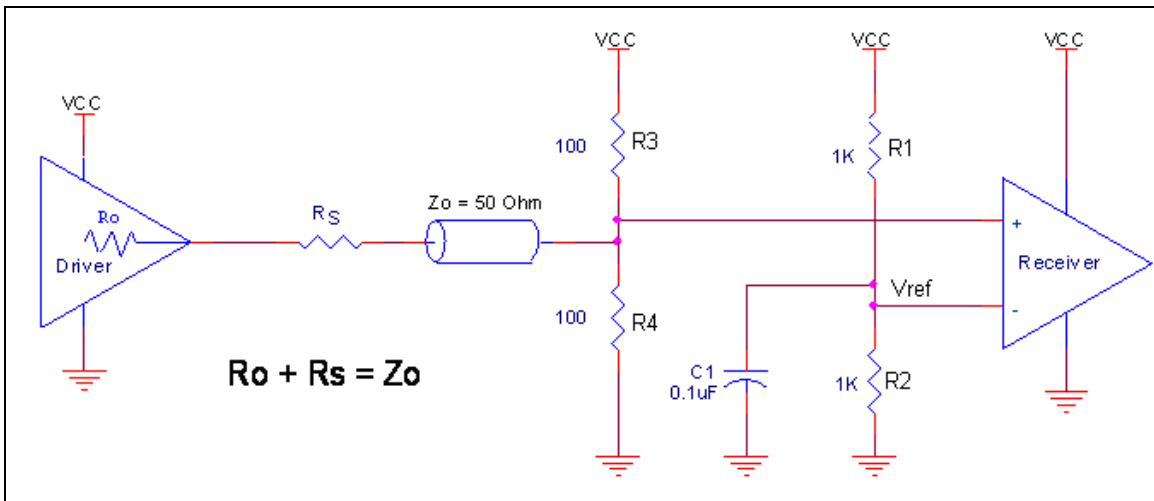 VCC
VCC
VCC
VCC
Ro
Driver
RS
Zo = 50 Ohm
100
R3
1K
R1
+
Receiver
Vref
-
100
R4
C1
0.1uF
1K
R2
Ro + Rs = Zo